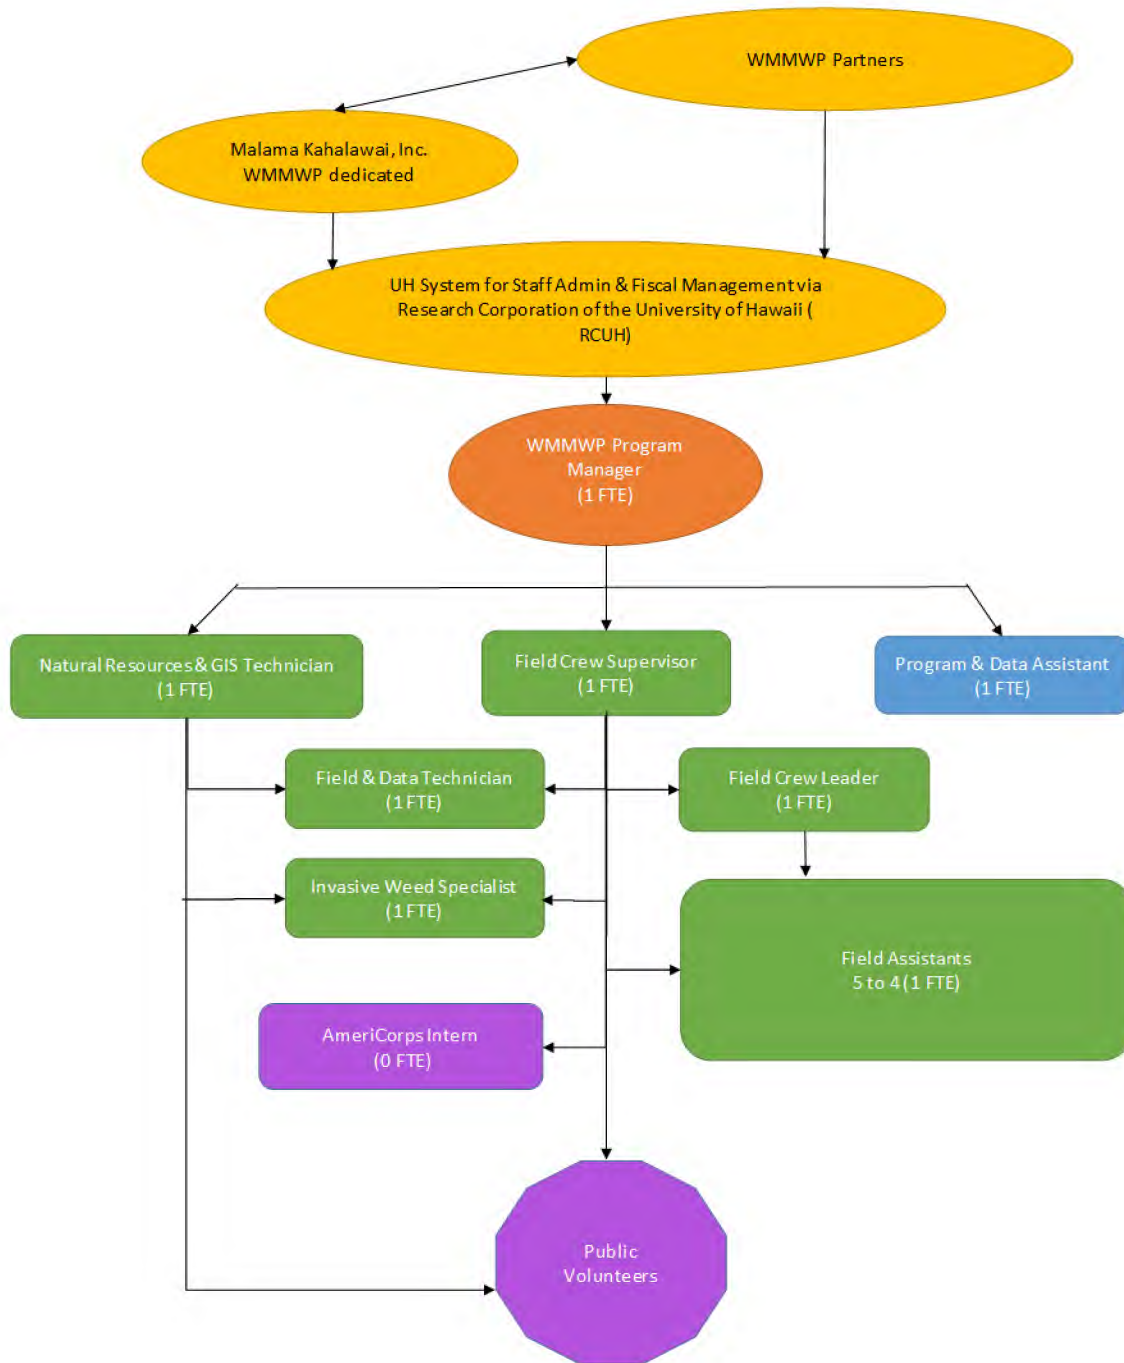 WMMWP Partners
Malama Kahalawai, Inc.
WMMWP dedicated
UH System for Staff Admin & Fiscal Management via
Research Corporation of the University of Hawaii (
RCUH)
WMMWP Program
Manager
(1 FTE)
Natural Resources & GIS Technician
(1 FTE)
Field Crew Supervisor
(1 FTE)
Program & Data Assistant
(1 FTE)
Field & Data Technician
(1 FTE)
Field Crew Leader
(1 FTE)
Invasive Weed Specialist
(1 FTE)
Field Assistants
5 to 4 (1 FTE)
AmeriCorps Intern
(0 FTE)
Public
Volunteers